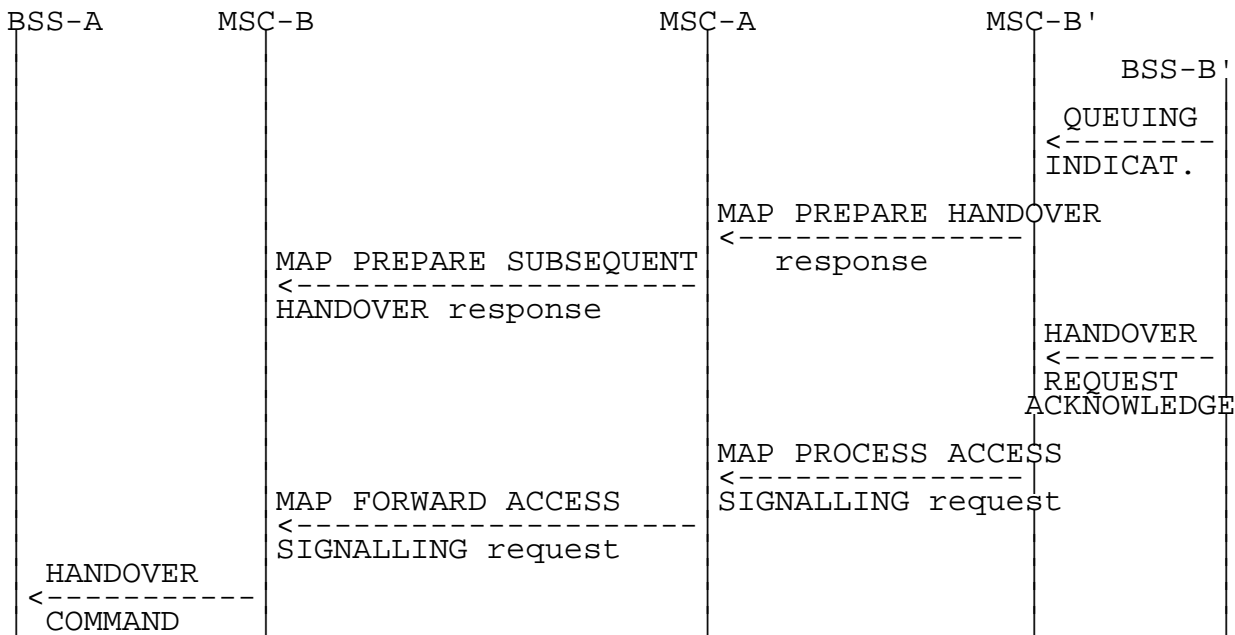 BSS-A MSC-B MSC-A MSC-B'
BSS-B'
QUEUING
INDICAT.
MAP PREPARE HANDOVER
response
MAP PREPARE SUBSEQUENT
HANDOVER response
HANDOVER
REQUEST
ACKNOWLEDGE
MAP PROCESS ACCESS
SIGNALLING request
MAP FORWARD ACCESS
SIGNALLING request
HANDOVER
COMMAND